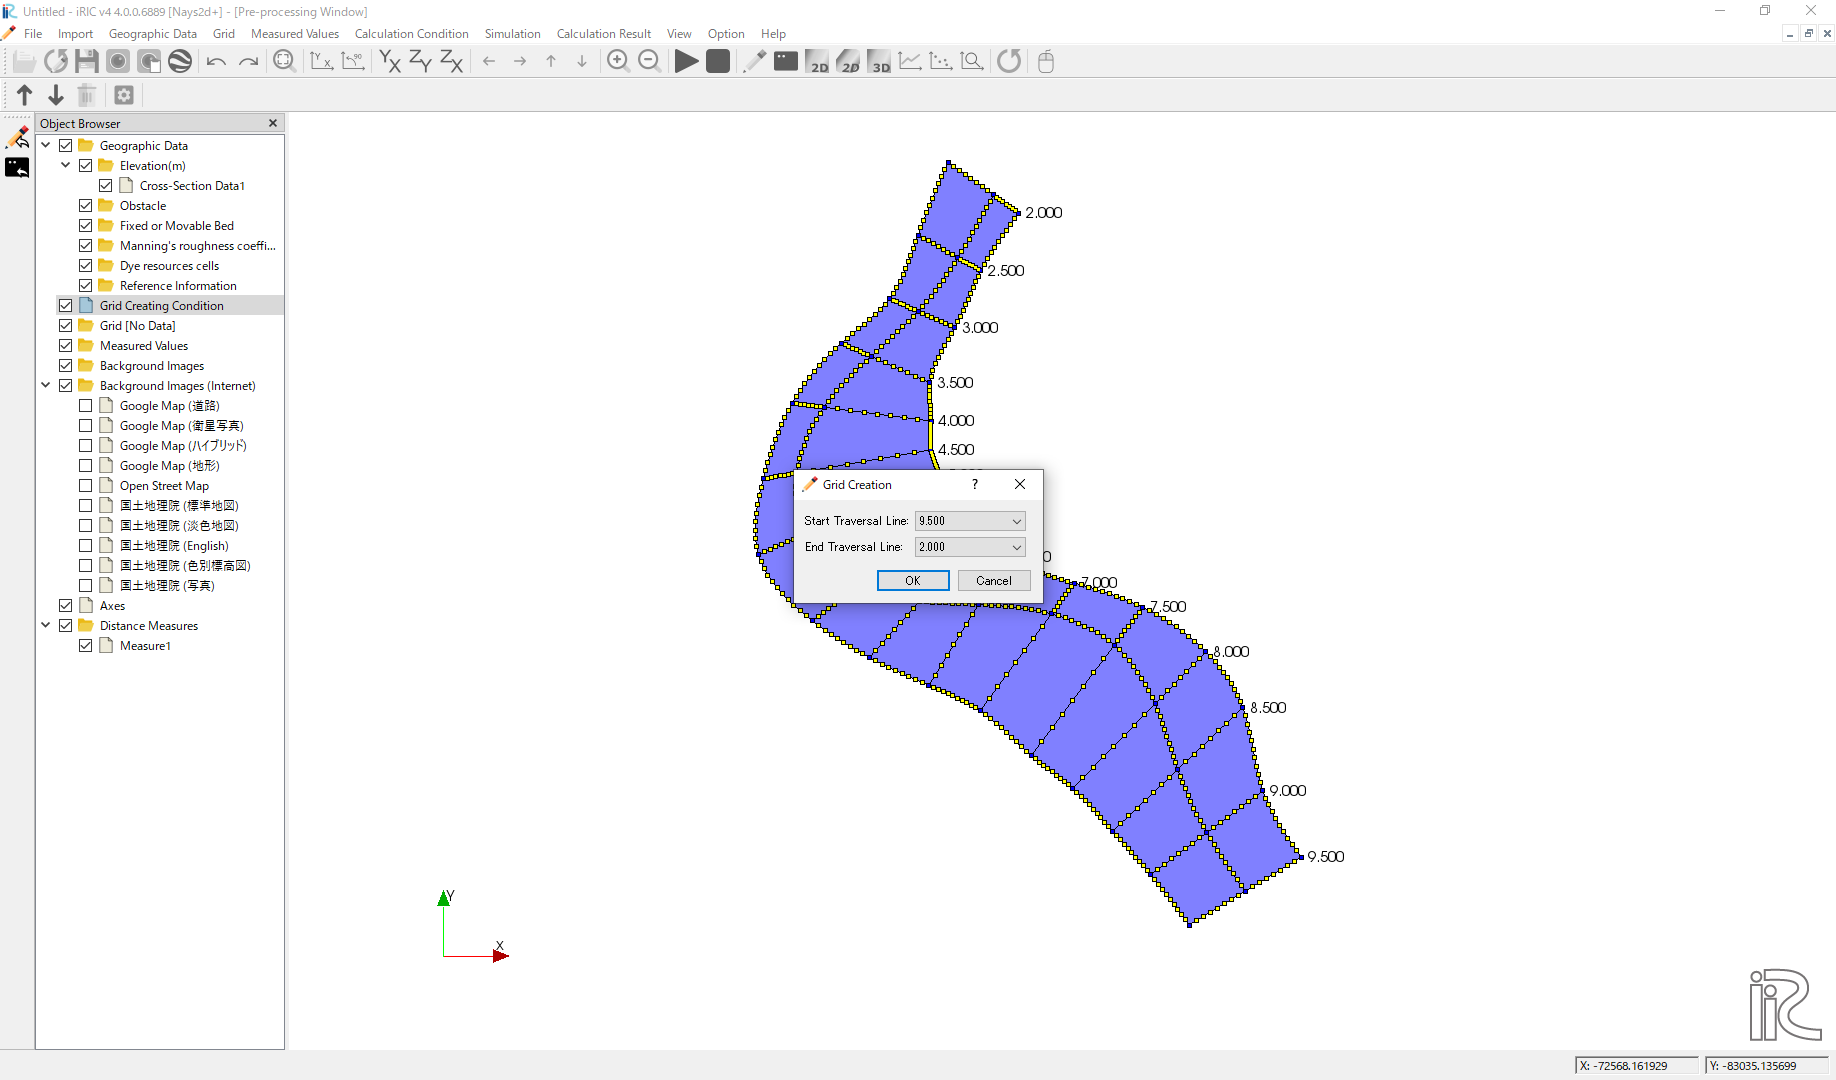 Untitled - iRIC v4 4.0.0.6889 [Nays2d+] - [Pre-processing Window]
File Import Geographic Data Grid Measured Values Calculation Condition Simulation Calculation Result View Option Help
2D 2D 3D
Object Browser
Geographic Data
Elevation(m)
Cross-Section Data1
Obstacle
Fixed or Movable Bed
Manning's roughness coeffi...
Dye resources cells
Reference Information
Grid Creating Condition
Grid [No Data]
Measured Values
Background Images
Background Images (Internet)
Google Map (道路)
Google Map (衛星写真)
Google Map (ハイブリッド)
Google Map (地形)
Open Street Map
国土地理院 (標準地図)
国土地理院 (淡色地図)
国土地理院 (English)
国土地理院 (色別標高図)
国土地理院 (写真)
Axes
Distance Measures
Measure1
2.000
2.500
3.000
3.500
4.000
4.500
Grid Creation
Start Traversal Line: 9.500
End Traversal Line: 2.000
OK Cancel
7.000
7.500
8.000
8.500
9.000
9.500
Y
X
iRIC
X: -72568.161929 Y: -83035.135699